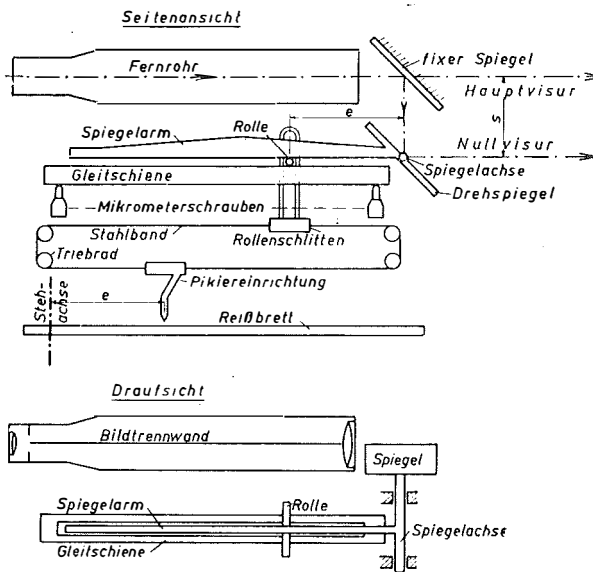 Seitenansicht
Fernrohr
fixer Spiegel
Hauptvisur
e
s
Spiegelarm
Rolle
Nullvisur
Spiegelachse
Gleitschiene
Drehspiegel
Mikrometerschrauben
Stahlband
Rollenschlitten
Triebrad
Pikiereinrichtung
Steh-
achse
e
Reißbrett
Draufsicht
Bildtrennwand
Spiegel
Spiegelarm
Rolle
Spiegelachse
Gleitschiene